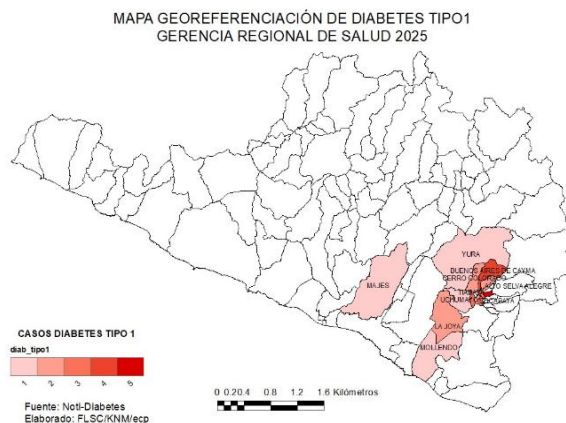 MAPA GEOREFERENCIACIÓN DE DIABETES TIPO1
GERENCIA REGIONAL DE SALUD 2025
YURA
BUENOS AIRES DE CAYMA
CERRO COLORADO
ALTO SELVA ALEGRE
MAJES
LA JOYA
MOLLENDO
CASOS DIABETES TIPO 1
diab_tipo1
1 2 3 4 5
0 0.20.4 0.8 1.2 1.6 Kilómetros
Fuente: Noti-Diabetes
Elaborado: FLSC/KNM/ecp